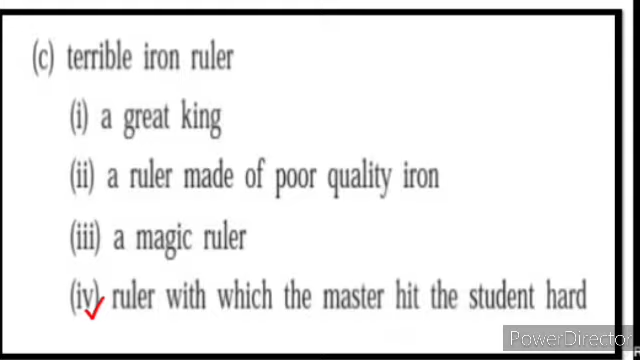 (c) terrible iron ruler
(i) a great king
(ii) a ruler made of poor quality iron
(iii) a magic ruler
(iv) ruler with which the master hit the student hard
PowerDirector